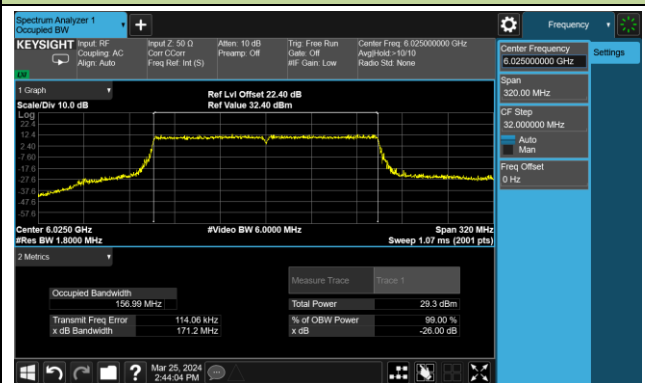 Spectrum Analyzer 1
Occupied BW
Frequency
KEYSIGHT
Input: RF
Coupling: AC
Align: Auto
Input Z: 50 Ω
Corr CCorr
Freq Ref: Int (S)
Atten: 10 dB
Preamp: Off
Trig: Free Run
Gate: Off
#IF Gain: Low
Center Freq: 6.025000000 GHz
Avg|Hold:>10/10
Radio Std: None
Center Frequency
6.025000000 GHz
Settings
Span
320.00 MHz
CF Step
32.000000 MHz
Auto
Man
Freq Offset
0 Hz
1 Graph
Scale/Div 10.0 dB
Ref Lvl Offset 22.40 dB
Ref Value 32.40 dBm
Log
22.4
12.4
2.40
-7.60
-17.6
-27.6
-37.6
-47.6
-57.6
Center 6.0250 GHz
#Res BW 1.8000 MHz
#Video BW 6.0000 MHz
Span 320 MHz
Sweep 1.07 ms (2001 pts)
2 Metrics
Measure Trace
Trace 1
Occupied Bandwidth
156.99 MHz
Total Power
29.3 dBm
Transmit Freq Error
114.06 kHz
% of OBW Power
99.00 %
x dB Bandwidth
171.2 MHz
x dB
-26.00 dB
?
Mar 25, 2024
2:44:04 PM